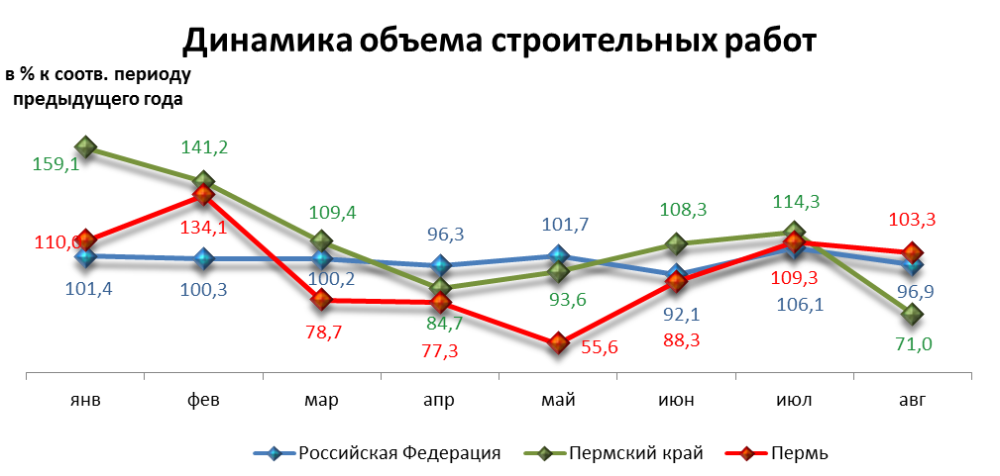 Динамика объема строительных работ
в % к соотв. периоду
предыдущего года
159,1
141,2
109,4
96,3
101,7
108,3
114,3
103,3
110,0
134,1
101,4
100,3
100,2
78,7
84,7
77,3
93,6
55,6
92,1
88,3
109,3
106,1
96,9
71,0
янв
фев
мар
апр
май
июн
июл
авг
Российская Федерация
Пермский край
Пермь